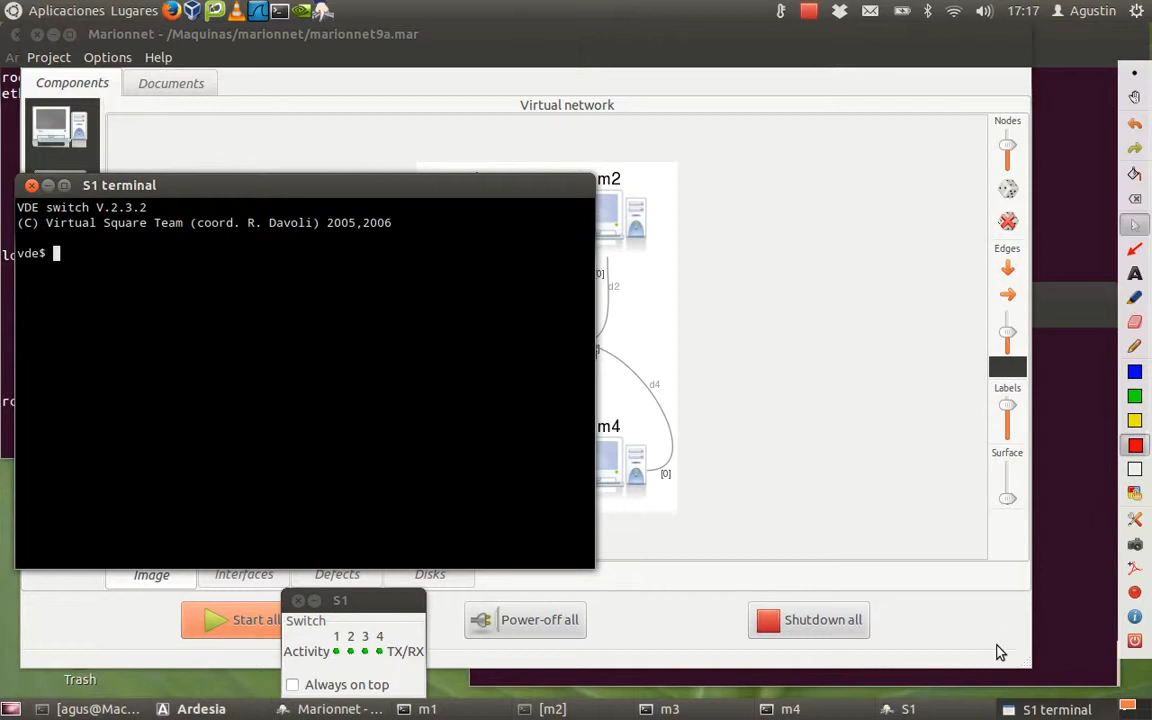 Aplicaciones Lugares
17:17 Agustin
Marionnet - /Maquinas/marionnet/marionnet9a.mar
Project Options Help
Components Documents
Virtual network
Nodes
m2
S1 terminal
VDE switch V.2.3.2
(C) Virtual Square Team (coord. R. Davoli) 2005,2006
vde$
Edges
d2
d4
Labels
m4
Surface
[0]
Image Interfaces Defects Disks
Start all
Power-off all
Shutdown all
S1
Switch
1 2 3 4
Activity TX/RX
Always on top
Trash
[agus@Mac...
Ardesia
Marionnet - ...
m1
[m2]
m3
m4
S1
S1 terminal